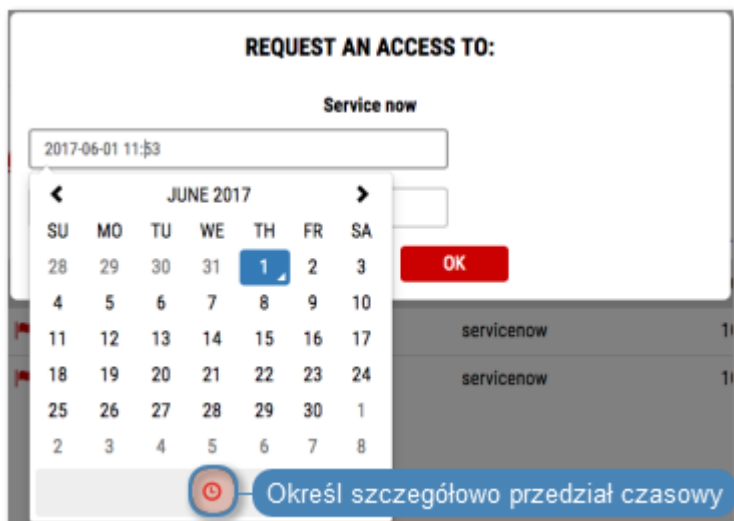 REQUEST AN ACCESS TO:
Service now
2017-06-01 11:53
JUNE 2017
SU MO TU WE TH FR SA
28 29 30 31 1 2 3
OK
4 5 6 7 8 9 10
11 12 13 14 15 16 17
servicenow
18 19 20 21 22 23 24
servicenow
25 26 27 28 29 30 1
2 3 4 5 6 7 8
Określ szczegółowo przedział czasowy